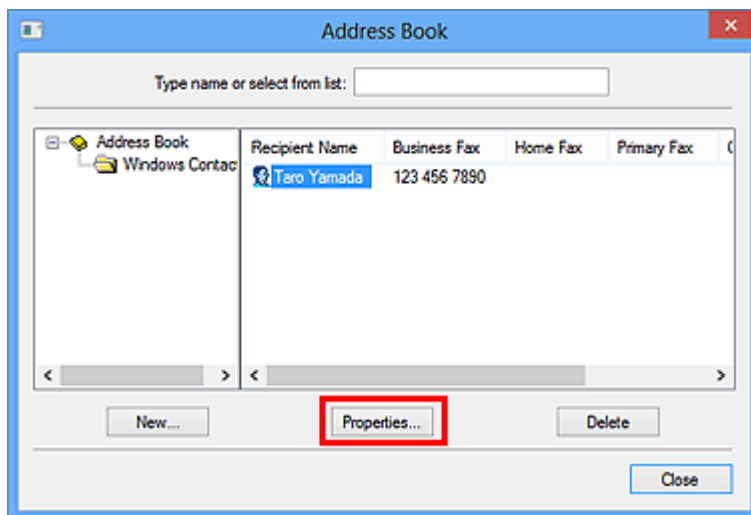 Address Book
Type name or select from list:
Address Book
Windows Contac
Recipient Name Business Fax Home Fax Primary Fax
Taro Yamada 123 456 7890
New... Properties... Delete
Close